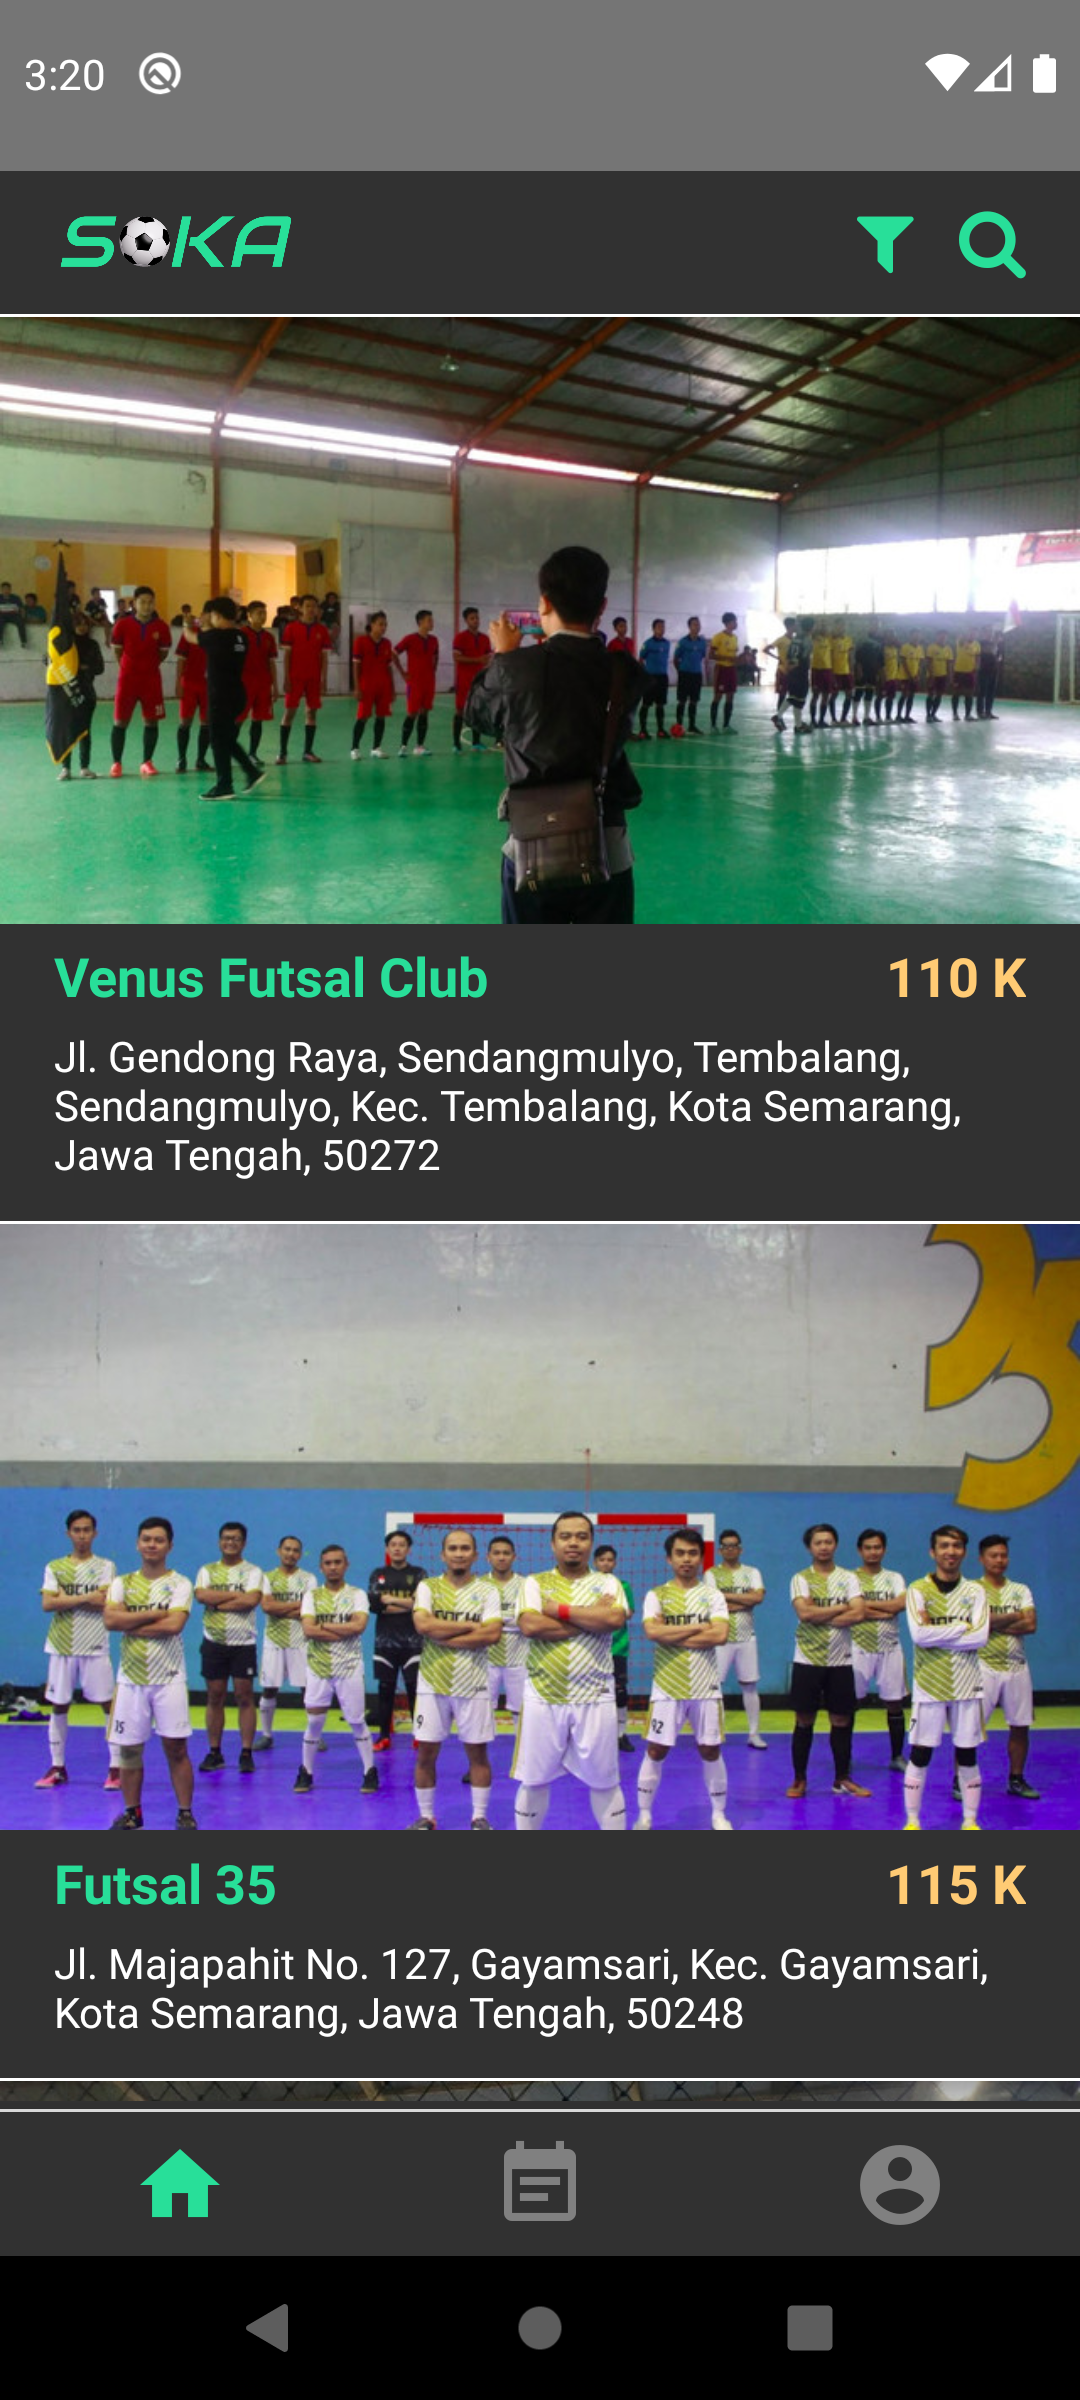 3:20
SOKA
Venus Futsal Club
110 K
Jl. Gendong Raya, Sendangmulyo, Tembalang,
Sendangmulyo, Kec. Tembalang, Kota Semarang,
Jawa Tengah, 50272
35
Futsal 35
115 K
Jl. Majapahit No. 127, Gayamsari, Kec. Gayamsari,
Kota Semarang, Jawa Tengah, 50248